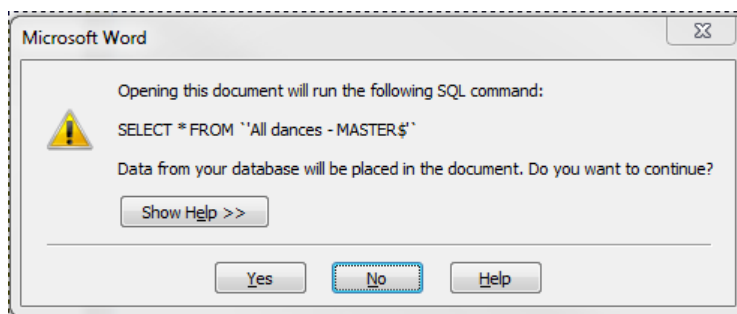 Microsoft Word
Opening this document will run the following SQL command:
SELECT * FROM `'All dances - MASTER$'`
Data from your database will be placed in the document. Do you want to continue?
Show Help >>
Yes No Help